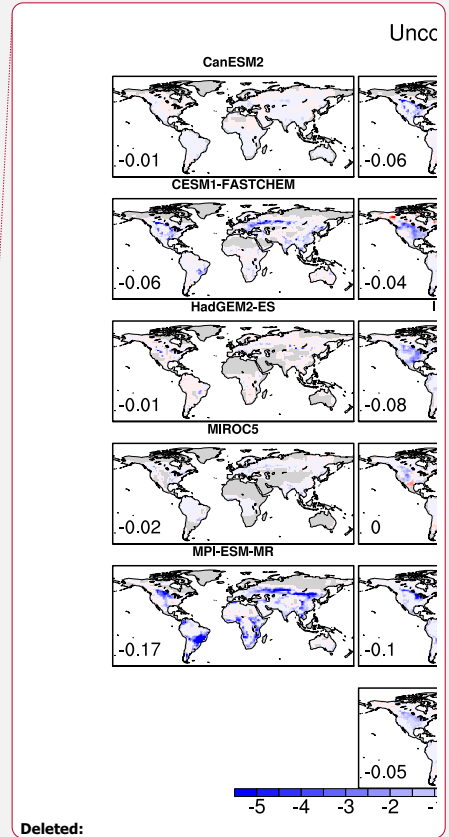 Unco
CanESM2
-0.01
-0.06
CESM1-FASTCHEM
-0.06
-0.04
HadGEM2-ES
-0.01
-0.08
MIROC5
-0.02
0
MPI-ESM-MR
-0.17
-0.1
-0.05
-5 -4 -3 -2
Deleted: